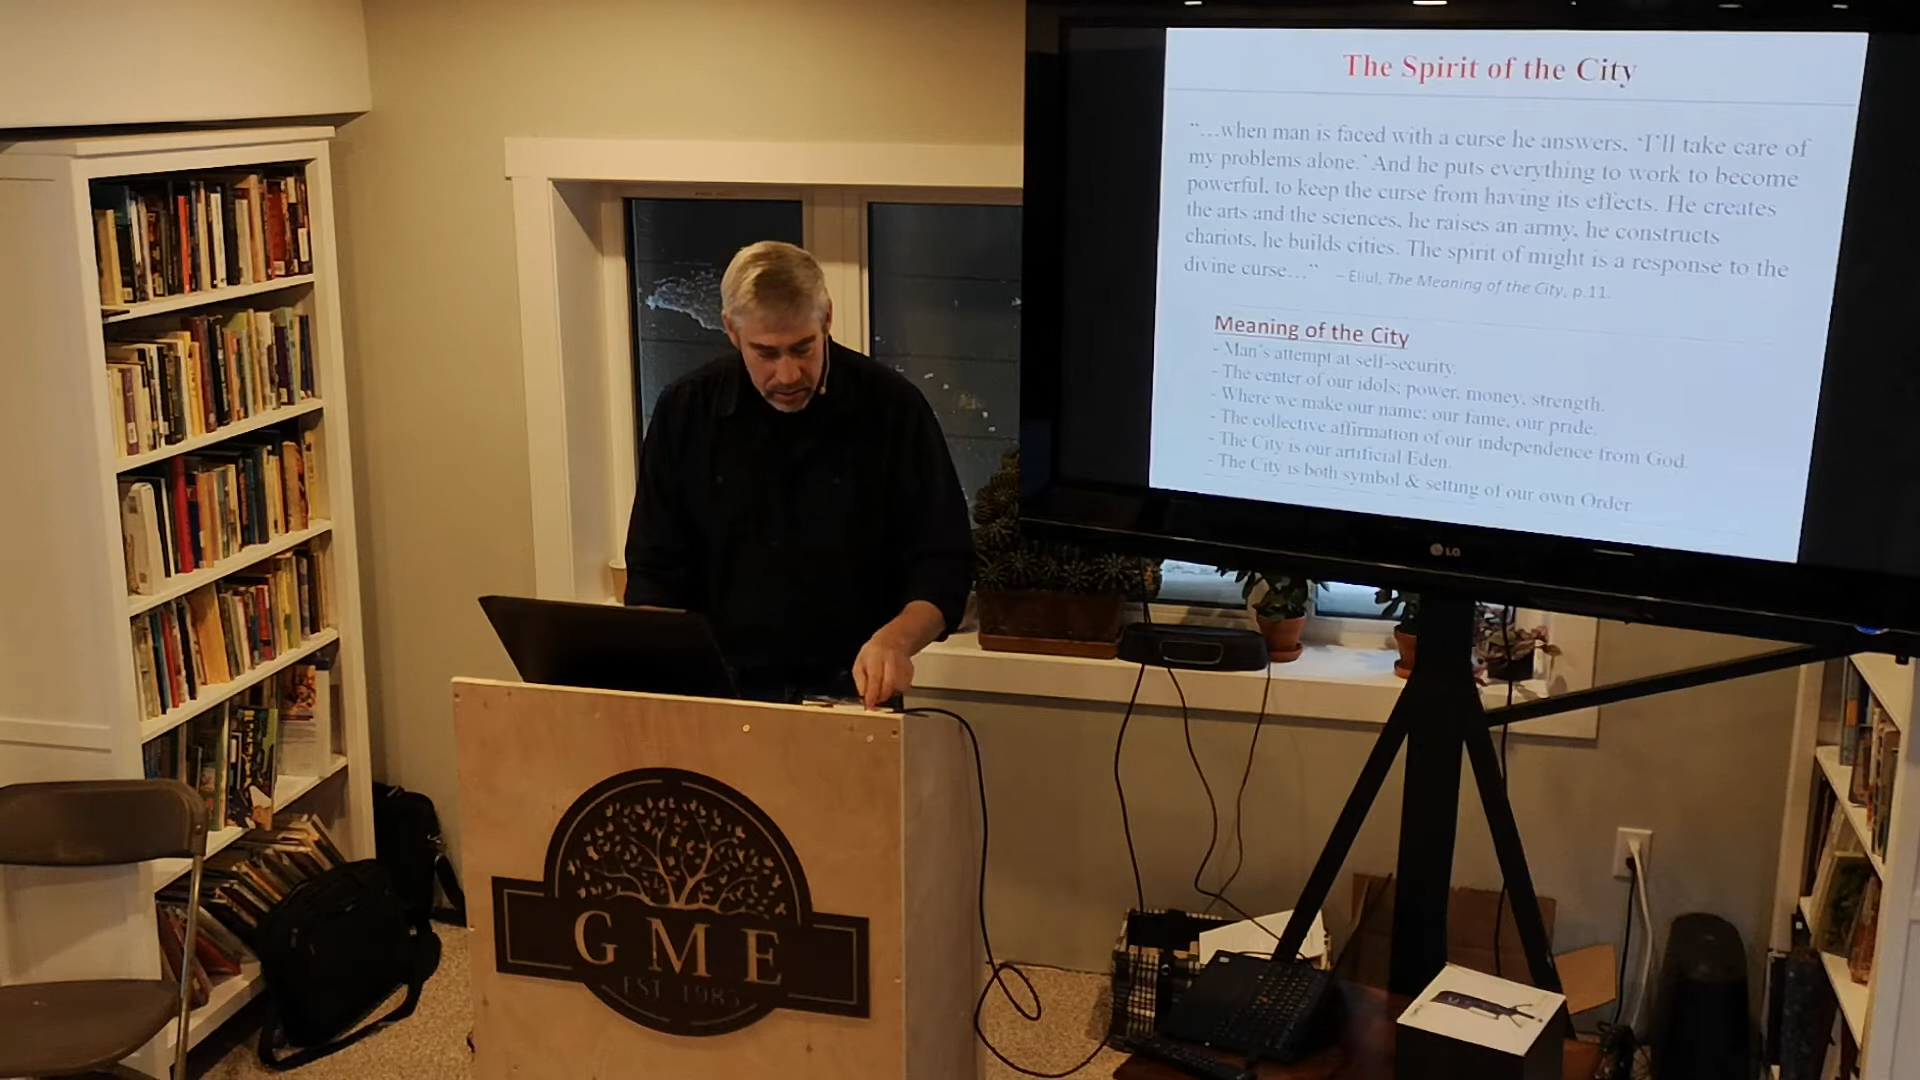 The Spirit of the City
“…when man is faced with a curse he answers, ‘I’ll take care of
my problems alone.’ And he puts everything to work to become
powerful, to keep the curse from having its effects. He creates
the arts and the sciences, he raises an army, he constructs
chariots, he builds cities. The spirit of might is a response to the
divine curse…” – Ellul, The Meaning of the City, p.11.
Meaning of the City
- Man’s attempt at self-security.
- The center of our idols; power, money, strength.
- Where we make our name; our fame, our pride.
- The collective affirmation of our independence from God.
- The City is our artificial Eden.
- The City is both symbol & setting of our own Order
LG
GME
EST 1985